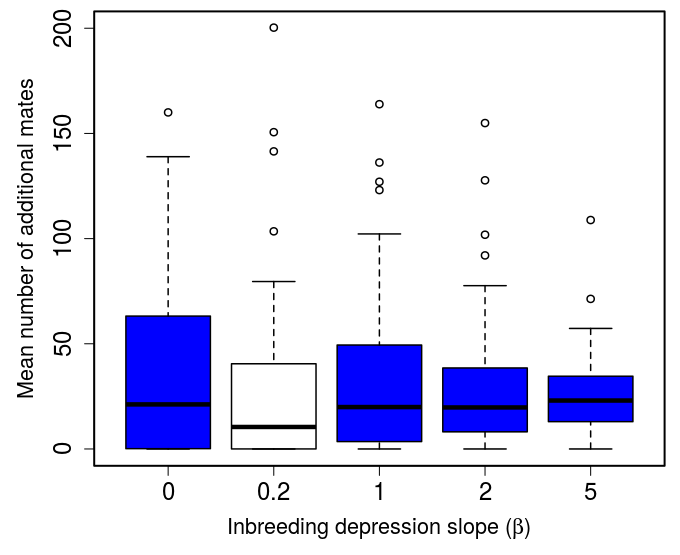 Mean number of additional mates
200
150
100
50
0
0 0.2 1 2 5
Inbreeding depression slope (β)